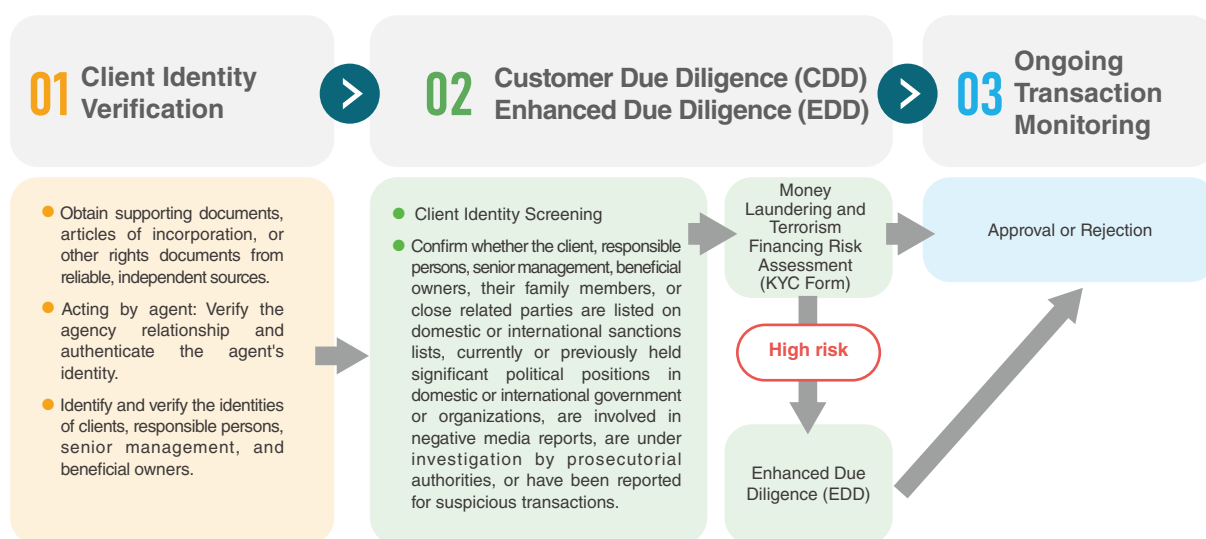 01 Client Identity
Verification
02 Customer Due Diligence (CDD)
Enhanced Due Diligence (EDD)
03 Ongoing
Transaction
Monitoring
Obtain supporting documents,
articles of incorporation, or
other rights documents from
reliable, independent sources.
Acting by agent: Verify the
agency relationship and
authenticate the agent's
identity.
Identify and verify the identities
of clients, responsible persons,
senior management, and
beneficial owners.
Client Identity Screening
Confirm whether the client, responsible
persons, senior management, beneficial
owners, their family members, or
close related parties are listed on
domestic or international sanctions
lists, currently or previously held
significant political positions in
domestic or international government
or organizations, are involved in
negative media reports, are under
investigation by prosecutorial
authorities, or have been reported
for suspicious transactions.
Money
Laundering and
Terrorism
Financing Risk
Assessment
(KYC Form)
High risk
Enhanced Due
Diligence (EDD)
Approval or Rejection